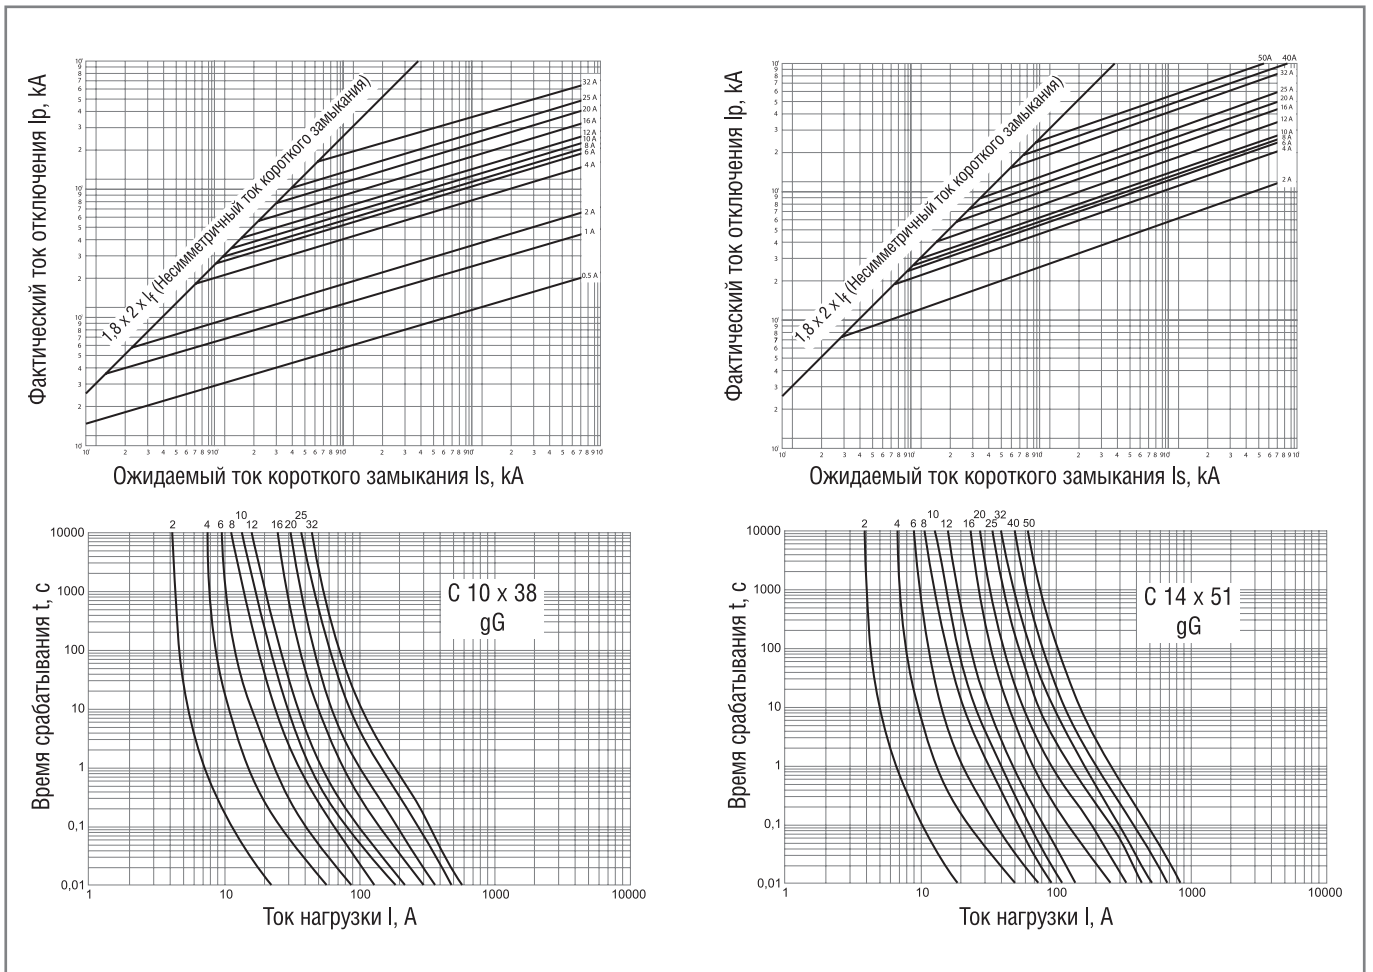 Фактический ток отключения Ip, kA
1,8 x 2 x If (Несимметричный ток короткого замыкания)
32 A
25 A
20 A
16 A
12 A
10 A
8 A
6 A
4 A
2 A
1 A
0.5 A
Ожидаемый ток короткого замыкания Is, kA
Фактический ток отключения Ip, kA
1,8 x 2 x If (Несимметричный ток короткого замыкания)
50A 40A
32 A
25 A
20 A
16 A
12 A
10 A
8 A
6 A
4 A
2 A
Ожидаемый ток короткого замыкания Is, kA
Время срабатывания t, с
2 4 6 8 10 12 16 20 25 32
10000
1000
100
10
1
0,1
0,01
C 10 x 38
gG
1 10 100 1000 10000
Ток нагрузки I, A
Время срабатывания t, с
2 4 6 8 10 12 16 20 25 32 40 50
10000
1000
100
10
1
0,1
0,01
C 14 x 51
gG
1 10 100 1000 10000
Ток нагрузки I, A